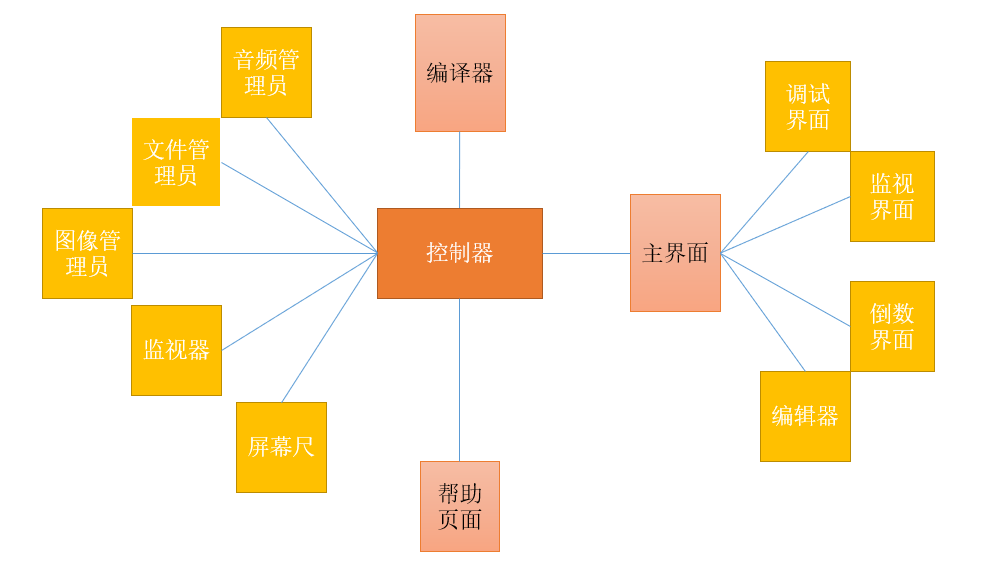 音频管
理员
编译器
调试
界面
文件管
理员
监视
界面
图像管
理员
控制器
主界面
监视器
倒数
界面
编辑器
屏幕尺
帮助
页面